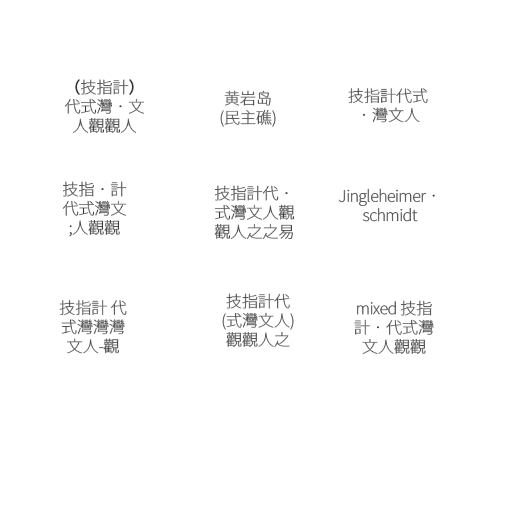 （技指計）
代式灣．文
人觀觀人
黄岩岛
(民主礁)
技指計代式
．灣文人
技指．計
代式灣文
;人觀觀
技指計代．
式灣文人觀
觀人之之易
Jingleheimer．
schmidt
技指計 代
式灣灣灣
文人-觀
技指計代
(式灣文人)
觀觀人之
mixed 技指
計．代式灣
文人觀觀